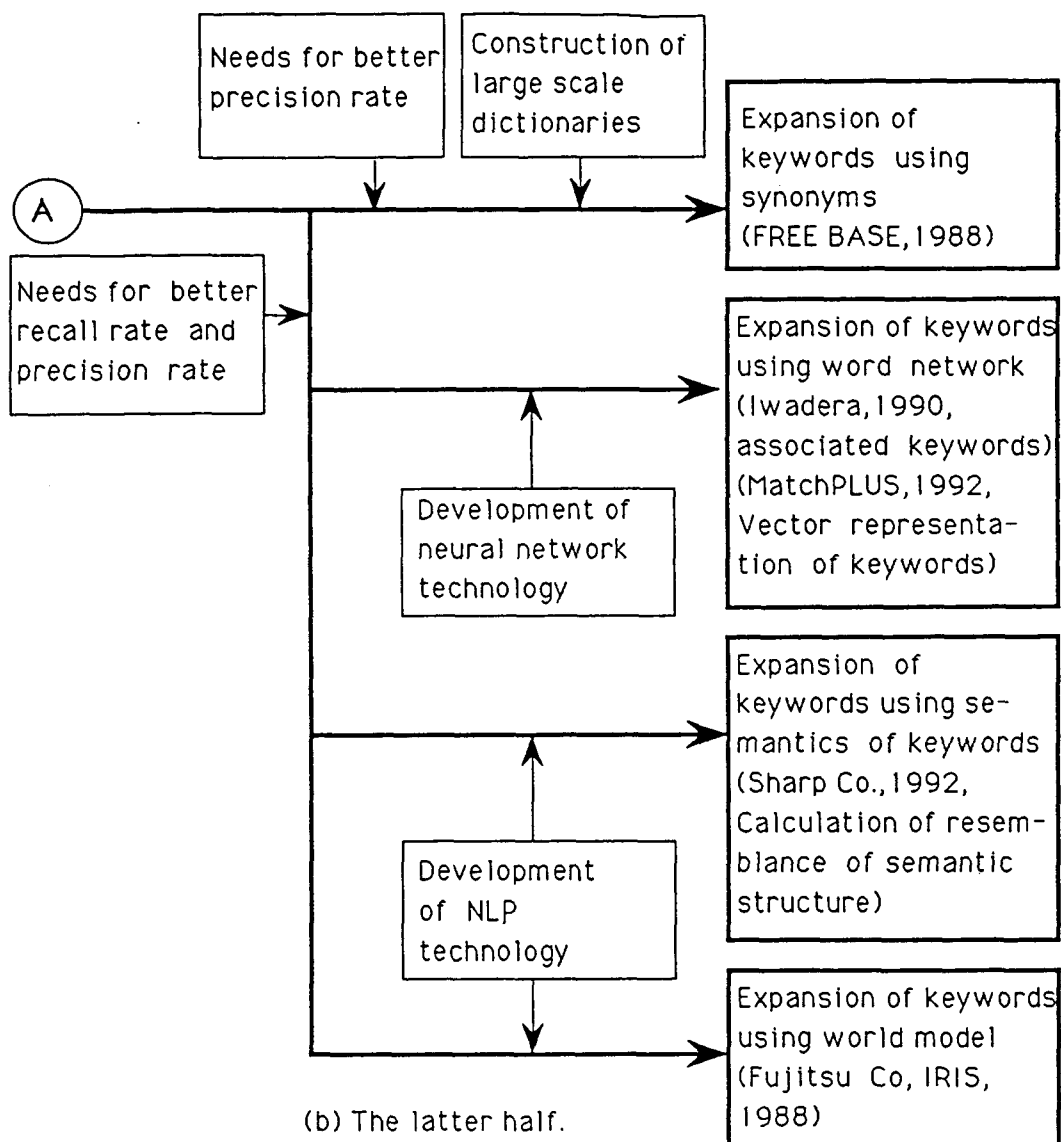 Needs for better
precision rate
Construction of
large scale
dictionaries
Expansion of
keywords using
synonyms
(FREE BASE, 1988)
A
Needs for better
recall rate and
precision rate
Expansion of keywords
using word network
(Iwadera, 1990,
associated keywords)
(MatchPLUS, 1992,
Vector representa-
tion of keywords)
Development of
neural network
technology
Expansion of
keywords using se-
mantics of keywords
(Sharp Co., 1992,
Calculation of resem-
blance of semantic
structure)
Development
of NLP
technology
Expansion of keywords
using world model
(Fujitsu Co, IRIS,
1988)
(b) The latter half.